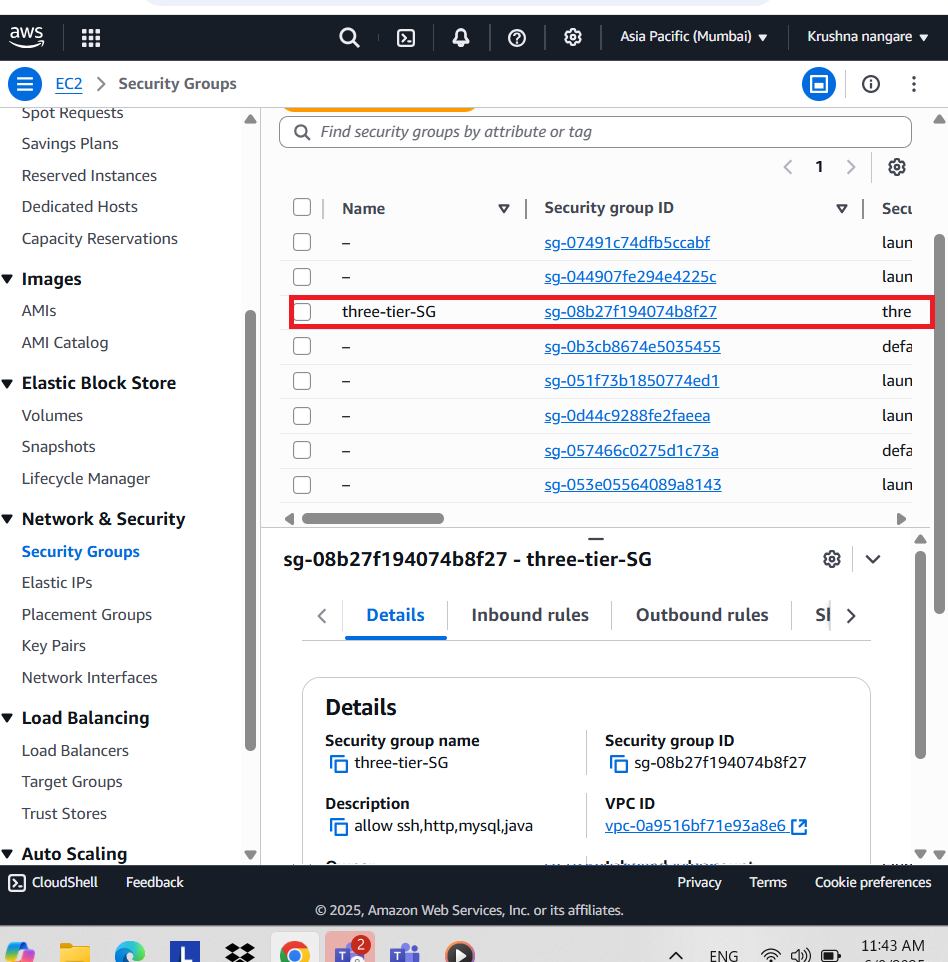 aws
Asia Pacific (Mumbai)
Krushna nangare
EC2
Security Groups
Spot Requests
Savings Plans
Reserved Instances
Dedicated Hosts
Capacity Reservations
Images
AMIs
AMI Catalog
Elastic Block Store
Volumes
Snapshots
Lifecycle Manager
Network & Security
Security Groups
Elastic IPs
Placement Groups
Key Pairs
Network Interfaces
Load Balancing
Load Balancers
Target Groups
Trust Stores
Auto Scaling
Find security groups by attribute or tag
1
Name Security group ID Secu
– sg-07491c74dfb5ccabf laun
– sg-044907fe294e4225c laun
three-tier-SG sg-08b27f194074b8f27 thre
– sg-0b3cb8674e5035455 defa
– sg-051f73b1850774ed1 laun
– sg-0d44c9288fe2faeea laun
– sg-057466c0275d1c73a defa
– sg-053e05564089a8143 laun
sg-08b27f194074b8f27 - three-tier-SG
Details Inbound rules Outbound rules
Details
Security group name Security group ID
three-tier-SG sg-08b27f194074b8f27
Description VPC ID
allow ssh,http,mysql,java vpc-0a9516bf71e93a8e6
CloudShell Feedback Privacy Terms Cookie preferences
© 2025, Amazon Web Services, Inc. or its affiliates.
2
ENG
11:43 AM